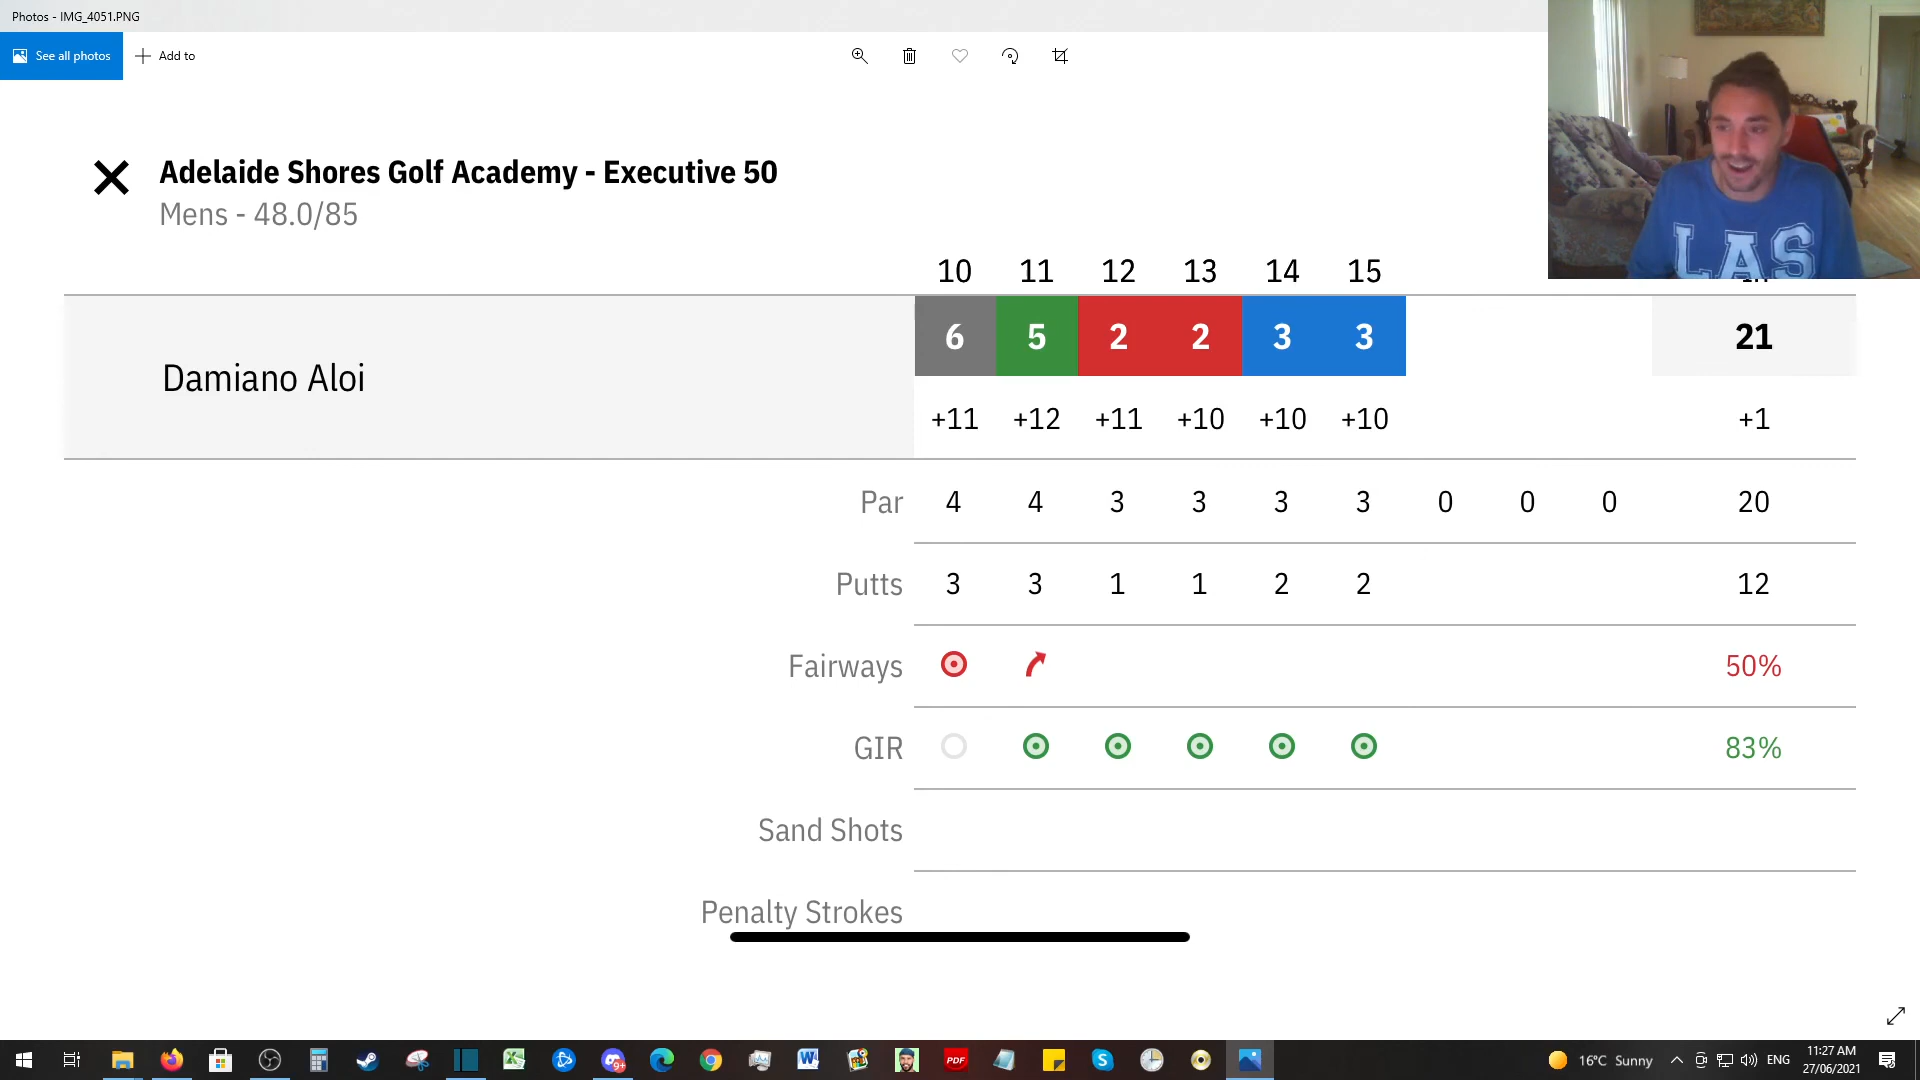 Photos - IMG_4051.PNG
See all photos
Add to
Adelaide Shores Golf Academy - Executive 50
Mens - 48.0/85
10 11 12 13 14 15
Damiano Aloi
6 5 2 2 3 3 21
+11 +12 +11 +10 +10 +10 +1
Par 4 4 3 3 3 3 0 0 0 20
Putts 3 3 1 1 2 2 12
Fairways 50%
GIR 83%
Sand Shots
Penalty Strokes
LAS
9+
PDF
16°C Sunny
ENG
11:27 AM
27/06/2021